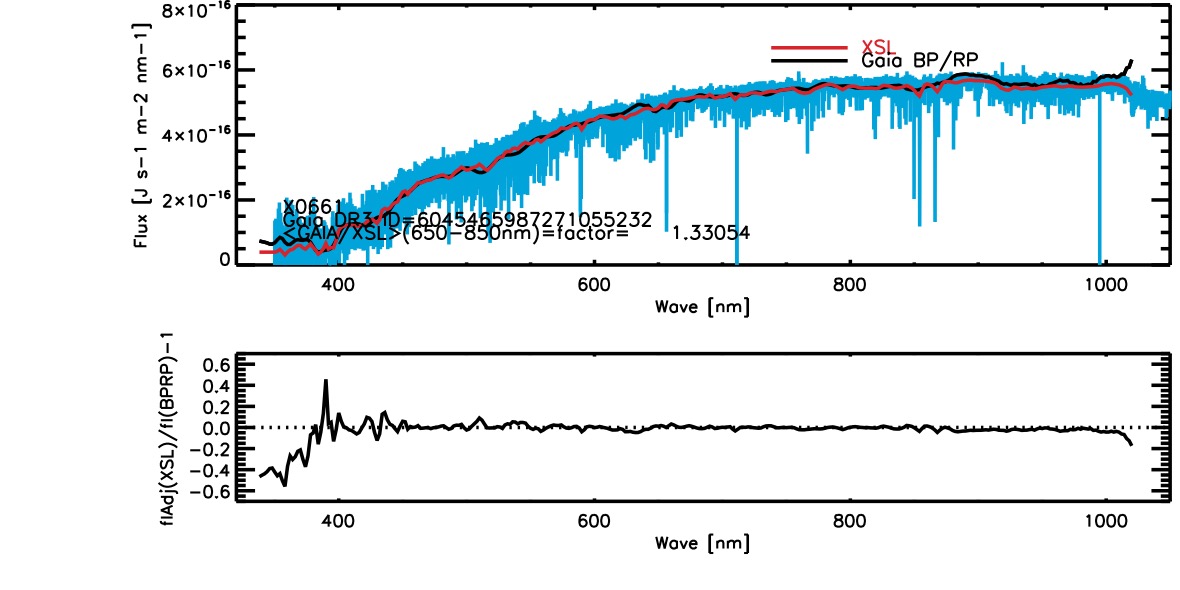 8×10−16
6×10−16
4×10−16
2×10−16
0
Flux [J s−1 m−2 nm−1]
XSL
Gaia BP/RP
X0661
Gaia DR3 ID=6045465987271055232
<GAIA/XSL>(650−850nm)=factor= 1.33054
400 600 800 1000
Wave [nm]
flAdj(XSL)/fl(BPRP)−1
0.6
0.4
0.2
0.0
−0.2
−0.4
−0.6
400 600 800 1000
Wave [nm]